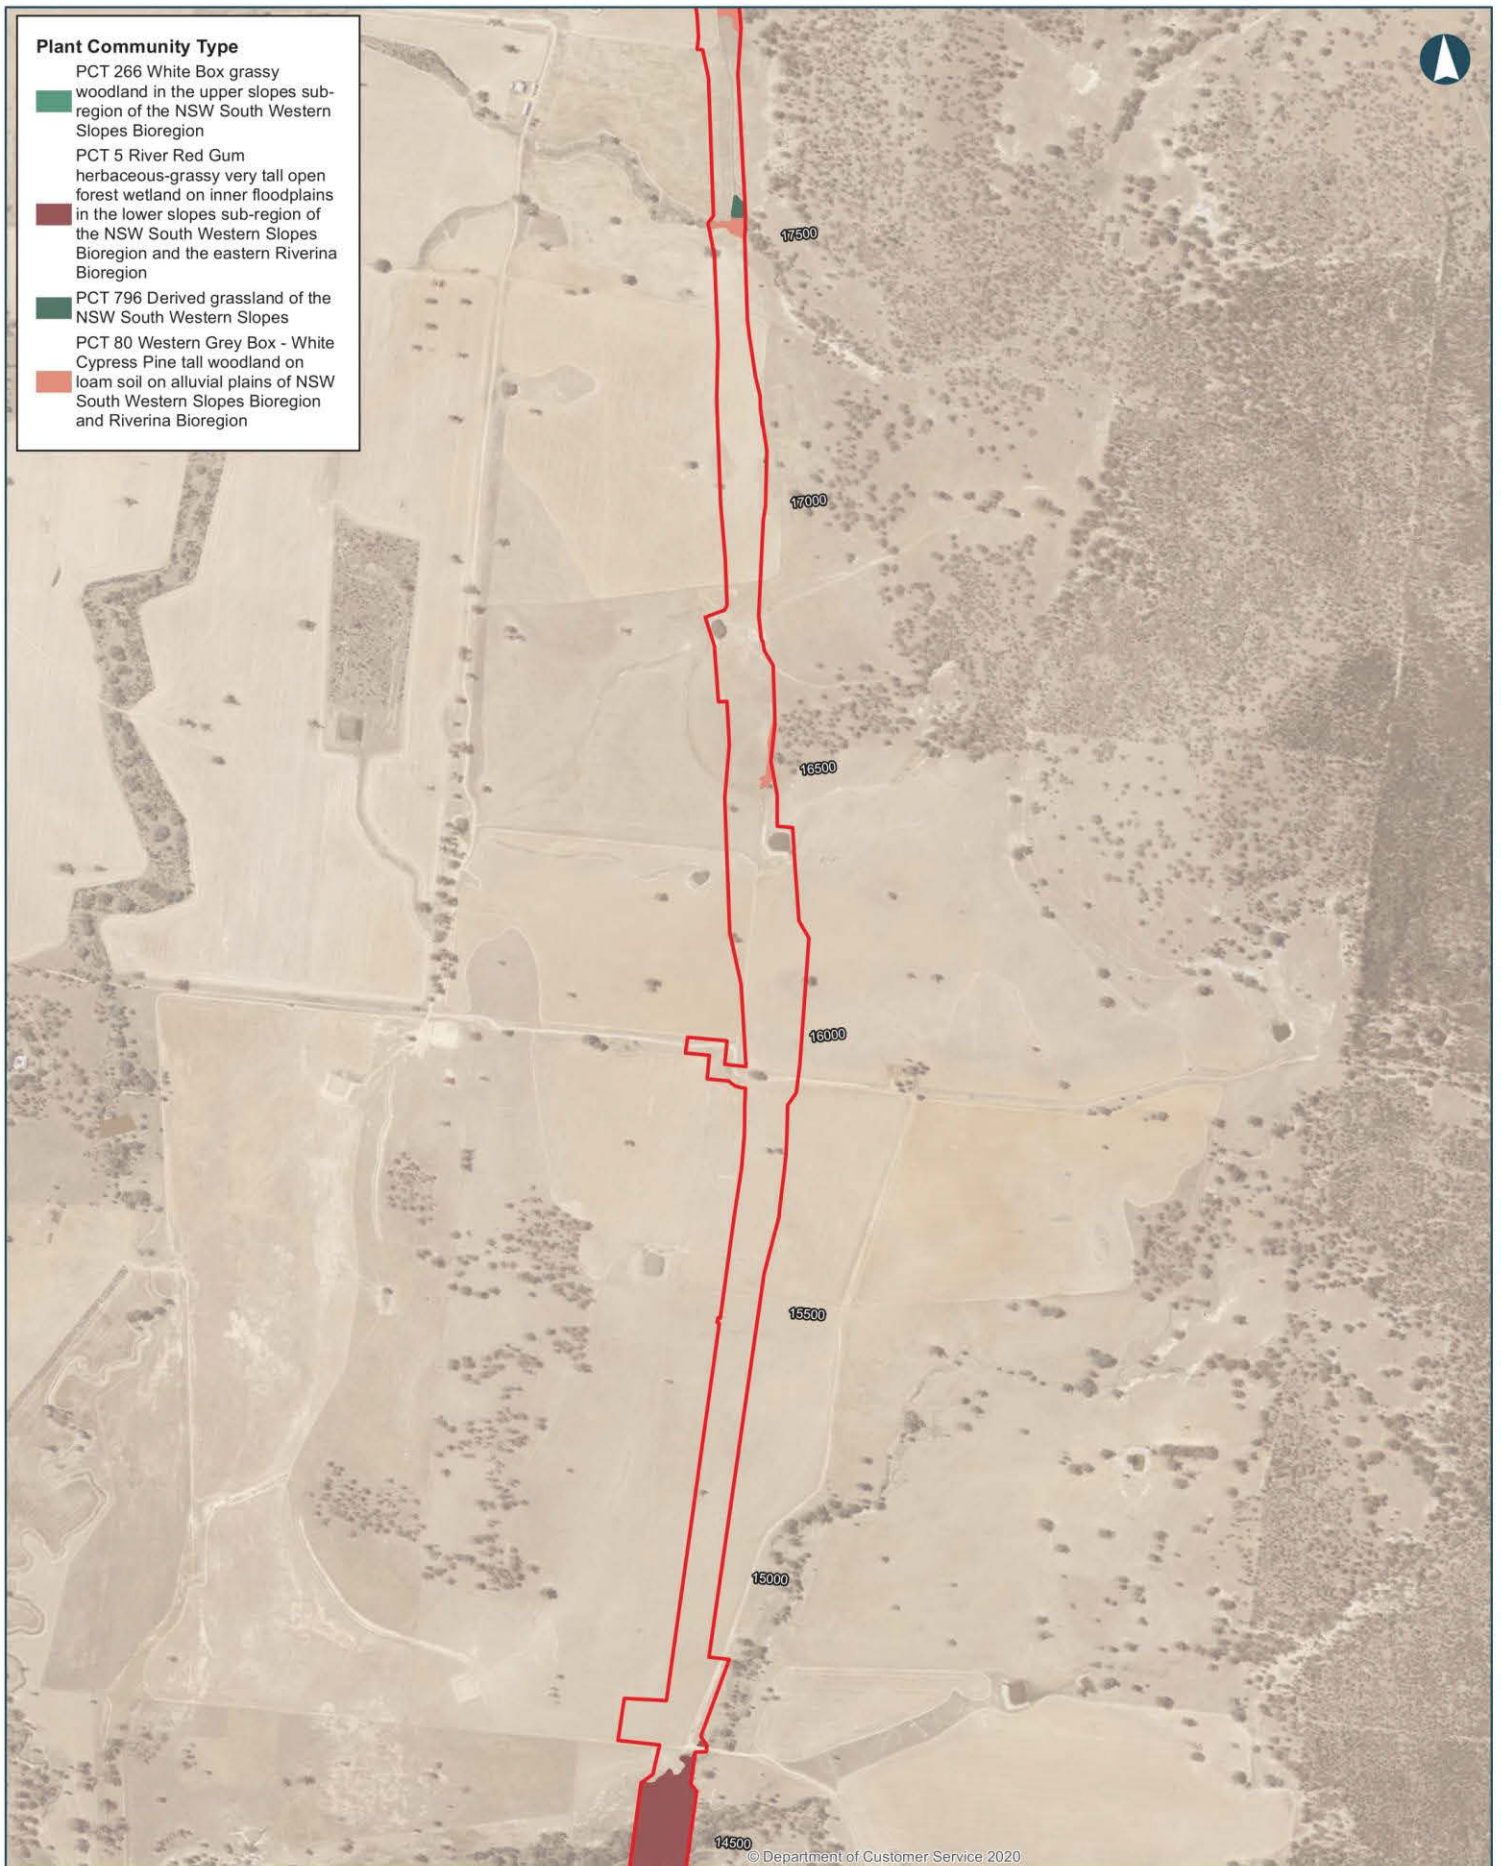 Plant Community Type
PCT 266 White Box grassy
woodland in the upper slopes sub-
region of the NSW South Western
Slopes Bioregion
PCT 5 River Red Gum
herbaceous-grassy very tall open
forest wetland on inner floodplains
in the lower slopes sub-region of
the NSW South Western Slopes
Bioregion and the eastern Riverina
Bioregion
PCT 796 Derived grassland of the
NSW South Western Slopes
PCT 80 Western Grey Box - White
Cypress Pine tall woodland on
loam soil on alluvial plains of NSW
South Western Slopes Bioregion
and Riverina Bioregion
17500
17000
16500
16000
15500
15000
14500
© Department of Customer Service 2020